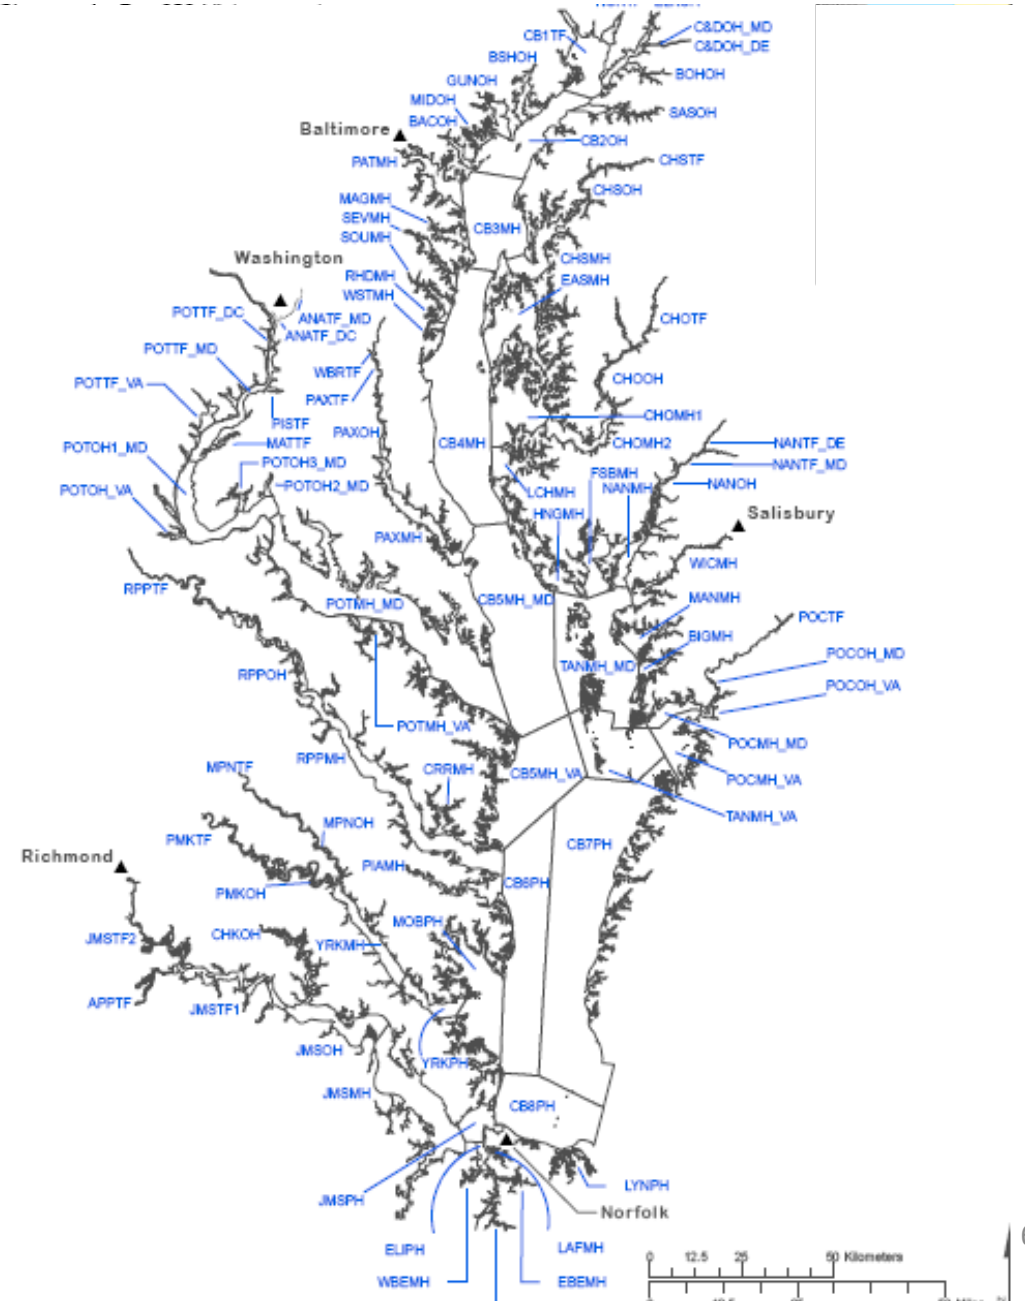 CB1TF
C&DOH_MD
C&DOH_DE
BSHOH
BOHOH
GUNOH
MIDOH
BACOH
SASOH
Baltimore
CB2OH
PATMH
CHSTF
CHSOH
MAGMH
SEVMH
CB3MH
SOUMH
Washington
CHSMH
RHDMH
EASMH
WSTMH
POTTF_DC
ANATF_MD
CHOTF
ANATF_DC
POTTF_MD
WBRTF
POTTF_VA
CHOOH
PAXTF
CHOMH1
PISTF
PAXOH
POTOH1_MD
MATTF
CB4MH
CHOMH2
NANTF_DE
POTOH3_MD
NANTF_MD
FSBMH
POTOH_VA
POTOH2_MD
NANMH
NANOH
LCHMH
HNGMH
Salisbury
PAXMH
WICMH
RPPTF
POTMH_MD
CB5MH_MD
MANMH
POCTF
BIGMH
POCOH_MD
TANMH_MD
RPPOH
POCOH_VA
POTMH_VA
POCMH_MD
RPPMH
MPNTF
CRRMH
CB5MH_VA
POCMH_VA
TANMH_VA
MPNOH
PMKTF
CB7PH
Richmond
PIAMH
CB6PH
PMKOH
MOBPH
JMSTF2
CHKOH
YRKMH
APPTF
JMSTF1
JMSOH
YRKPH
JMSMH
CB8PH
JMSPH
LYNPH
Norfolk
ELIPH
LAFMH
WBEMH
EBEMH
0 12.5 25 50 Kilometers